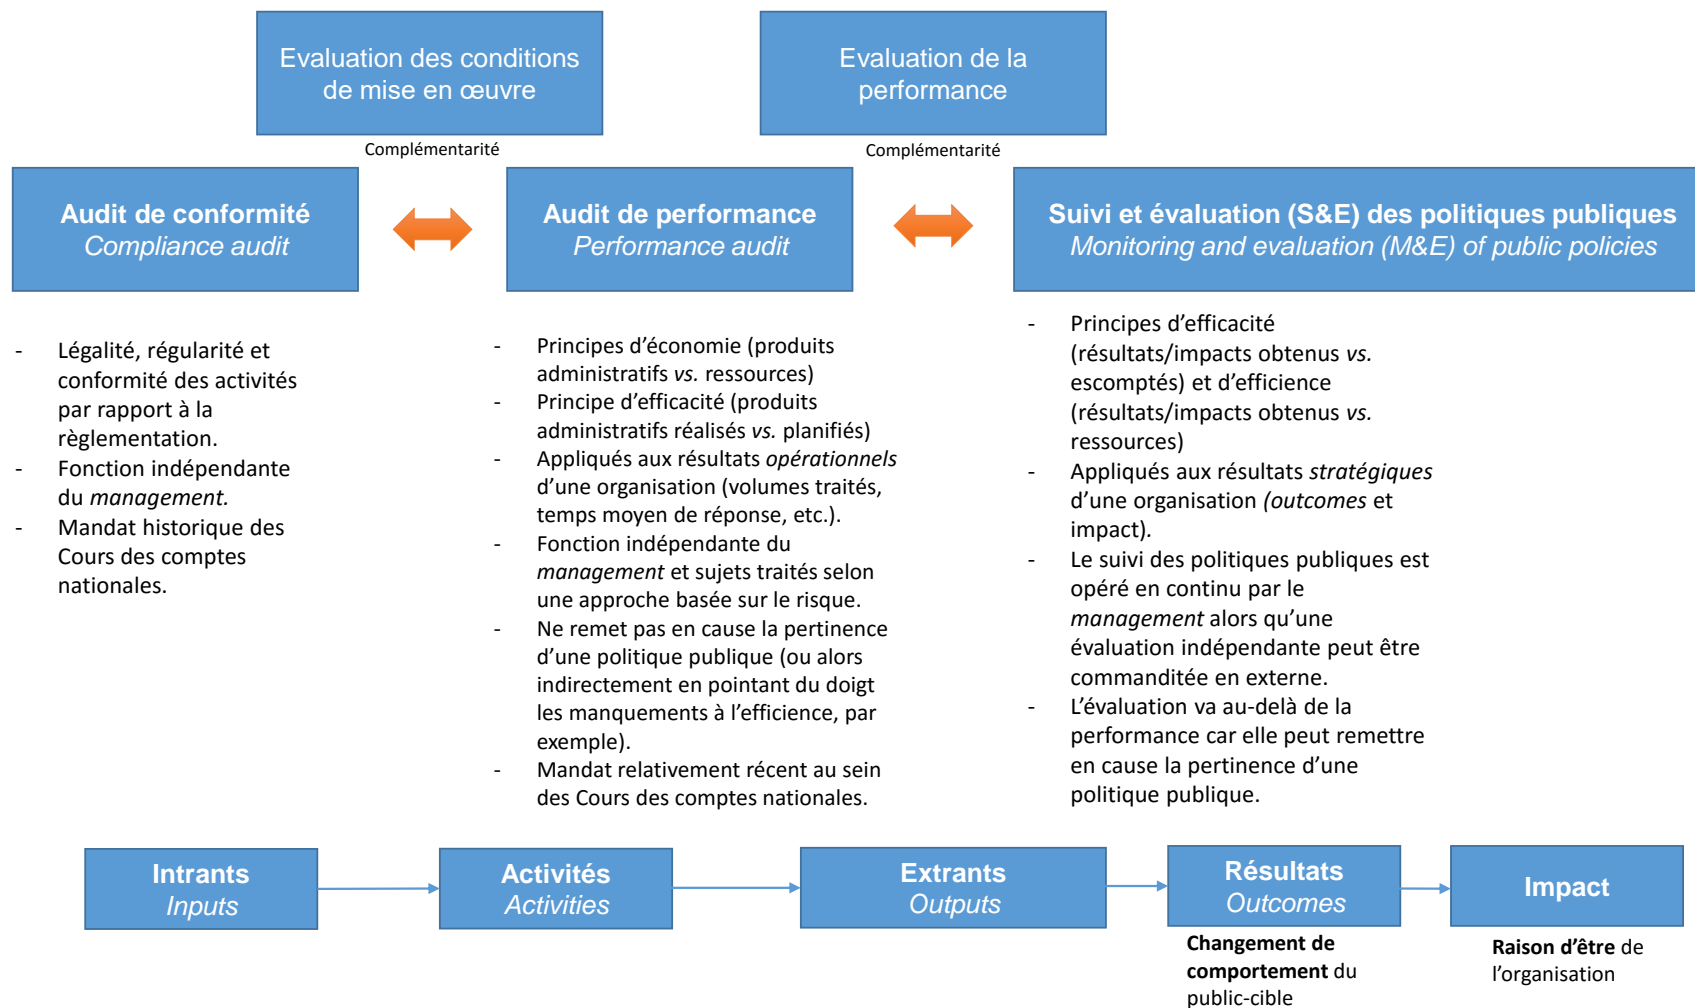 Evaluation des conditions
de mise en œuvre
Evaluation de la
performance
Complémentarité
Complémentarité
Audit de conformité
Compliance audit
Audit de performance
Performance audit
Suivi et évaluation (S&E) des politiques publiques
Monitoring and evaluation (M&E) of public policies
- Légalité, régularité et
conformité des activités
par rapport à la
règlementation.
- Fonction indépendante
du management.
- Mandat historique des
Cours des comptes
nationales.
- Principes d’économie (produits
administratifs vs. ressources)
- Principe d’efficacité (produits
administratifs réalisés vs. planifiés)
- Appliqués aux résultats opérationnels
d’une organisation (volumes traités,
temps moyen de réponse, etc.).
- Fonction indépendante du
management et sujets traités selon
une approche basée sur le risque.
- Ne remet pas en cause la pertinence
d’une politique publique (ou alors
indirectement en pointant du doigt
les manquements à l’efficience, par
exemple).
- Mandat relativement récent au sein
des Cours des comptes nationales.
- Principes d’efficacité
(résultats/impacts obtenus vs.
escomptés) et d’efficience
(résultats/impacts obtenus vs.
ressources)
- Appliqués aux résultats stratégiques
d’une organisation (outcomes et
impact).
- Le suivi des politiques publiques est
opéré en continu par le
management alors qu’une
évaluation indépendante peut être
commanditée en externe.
- L’évaluation va au-delà de la
performance car elle peut remettre
en cause la pertinence d’une
politique publique.
Intrants
Inputs
Activités
Activities
Extrants
Outputs
Résultats
Outcomes
Impact
Changement de
comportement du
public-cible
Raison d’être de
l’organisation